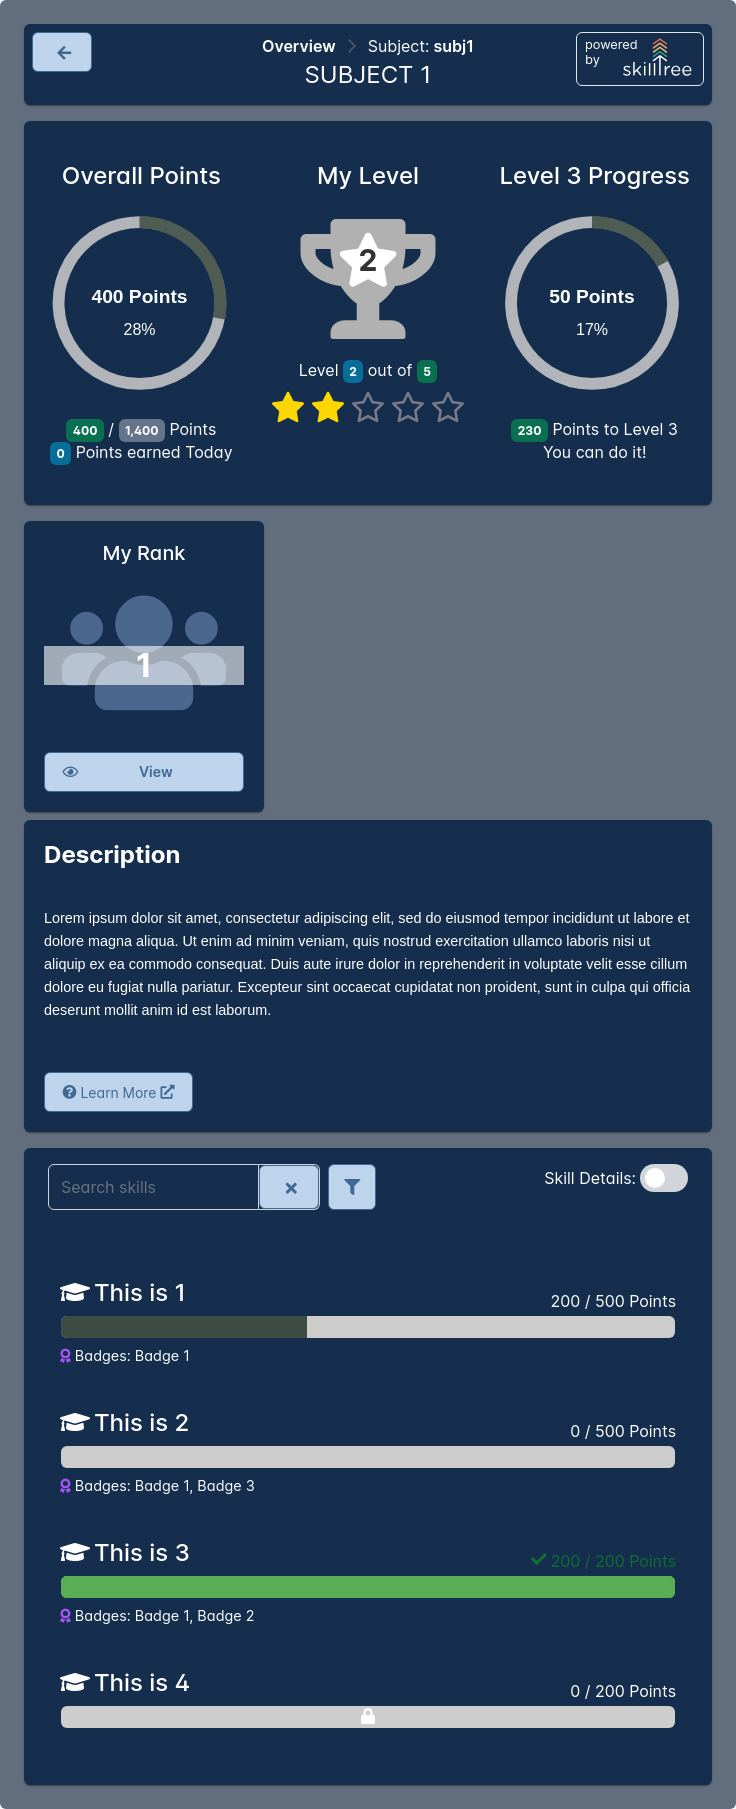 Overview > Subject: subj1
SUBJECT 1
powered
by
skilltree
Overall Points
400 Points
28%
400 / 1,400 Points
0 Points earned Today
My Level
2
Level 2 out of 5
Level 3 Progress
50 Points
17%
230 Points to Level 3
You can do it!
My Rank
1
View
Description
Lorem ipsum dolor sit amet, consectetur adipiscing elit, sed do eiusmod tempor incididunt ut labore et
dolore magna aliqua. Ut enim ad minim veniam, quis nostrud exercitation ullamco laboris nisi ut
aliquip ex ea commodo consequat. Duis aute irure dolor in reprehenderit in voluptate velit esse cillum
dolore eu fugiat nulla pariatur. Excepteur sint occaecat cupidatat non proident, sunt in culpa qui officia
deserunt mollit anim id est laborum.
Learn More
Search skills
Skill Details:
This is 1
200 / 500 Points
Badges: Badge 1
This is 2
0 / 500 Points
Badges: Badge 1, Badge 3
This is 3
200 / 200 Points
Badges: Badge 1, Badge 2
This is 4
0 / 200 Points